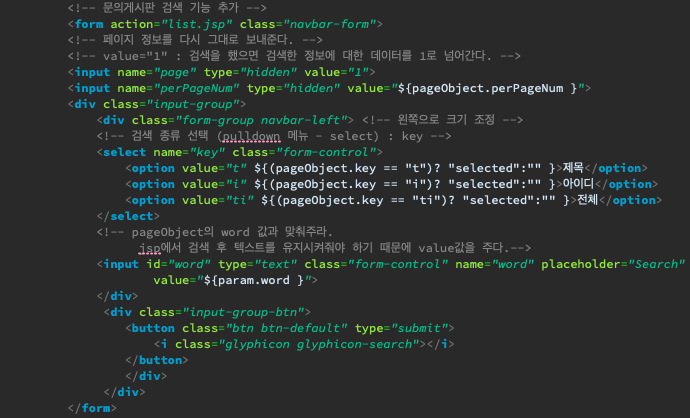 <!-- 문의게시판 검색 기능 추가 -->
<form action="list.jsp" class="navbar-form">
<!-- 페이지 정보를 다시 그대로 보내준다. -->
<!-- value="1" : 검색을 했으면 검색한 정보에 대한 데이터를 1로 넘어간다. -->
<input name="page" type="hidden" value="1">
<input name="perPageNum" type="hidden" value="${pageObject.perPageNum }">
<div class="input-group">
<div class="form-group navbar-left"> <!-- 왼쪽으로 크기 조정 -->
<!-- 검색 종류 선택 (pulldown 메뉴 - select) : key -->
<select name="key" class="form-control">
<option value="t" ${(pageObject.key == "t")? "selected":"" }>제목</option>
<option value="i" ${(pageObject.key == "i")? "selected":"" }>아이디</option>
<option value="ti" ${(pageObject.key == "ti")? "selected":"" }>전체</option>
</select>
<!-- pageObject의 word 값과 맞춰주라.
jsp에서 검색 후 텍스트를 유지시켜줘야 하기 때문에 value값을 주다.-->
<input id="word" type="text" class="form-control" name="word" placeholder="Search"
value="${param.word }">
</div>
<div class="input-group-btn">
<button class="btn btn-default" type="submit">
<i class="glyphicon glyphicon-search"></i>
</button>
</div>
</div>
</form>